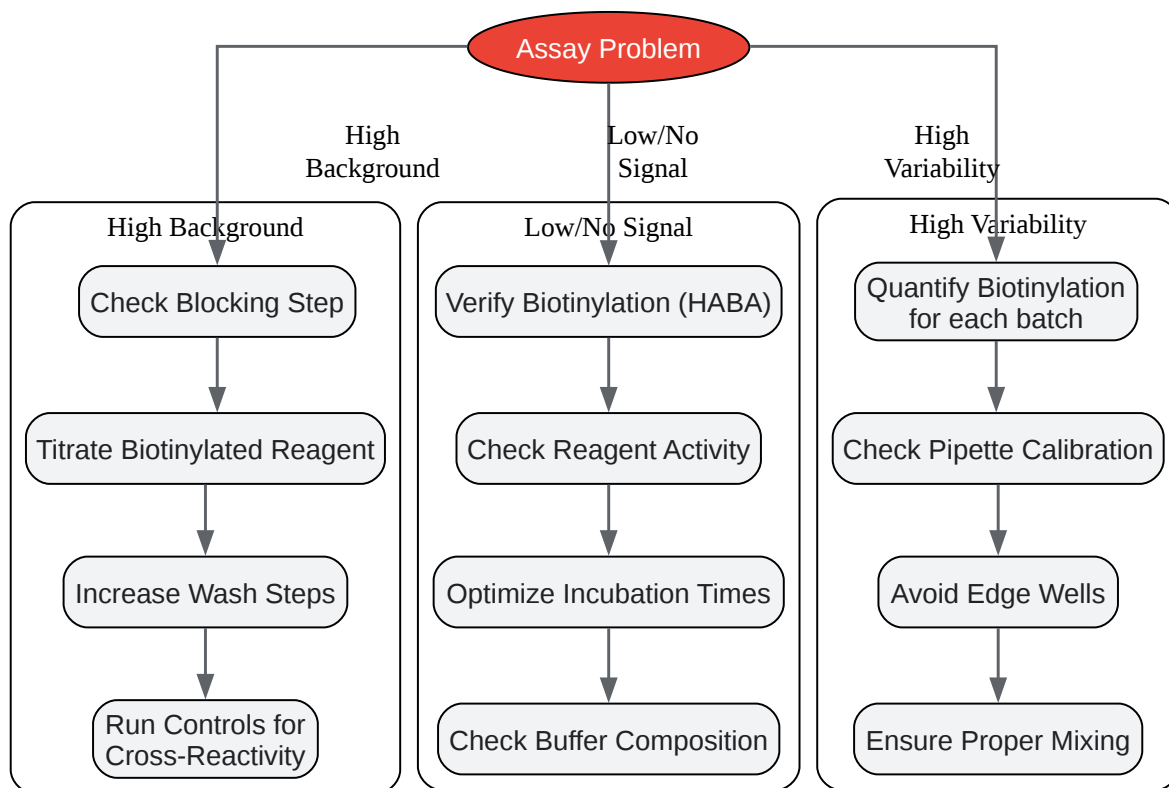 Assay Problem
High
Background
Low/No
Signal
High
Variability
High Background
Check Blocking Step
Titrate Biotinylated Reagent
Increase Wash Steps
Run Controls for
Cross-Reactivity
Low/No Signal
Verify Biotinylation (HABA)
Check Reagent Activity
Optimize Incubation Times
Check Buffer Composition
High Variability
Quantify Biotinylation
for each batch
Check Pipette Calibration
Avoid Edge Wells
Ensure Proper Mixing